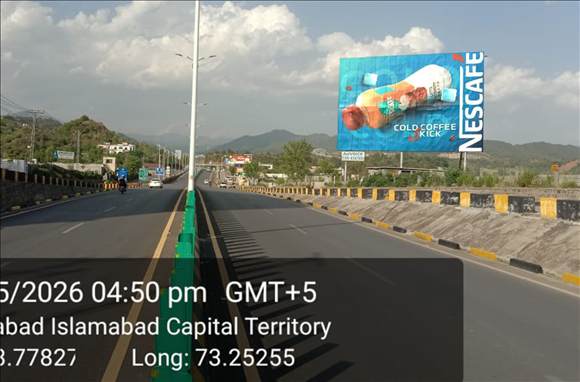 NESCAFE
COLD COFFEE
KICK
5/2026 04:50 pm GMT+5
abad Islamabad Capital Territory
3.77827 Long: 73.25255